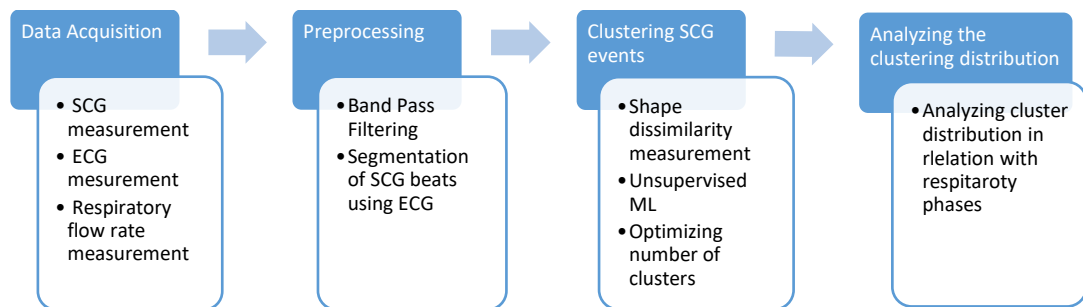 Data Acquisition
• SCG
measurement
• ECG
mesurement
• Respiratory
flow rate
measurement
Preprocessing
• Band Pass
Filtering
• Segmentation
of SCG beats
using ECG
Clustering SCG
events
• Shape
dissimilarity
measurement
• Unsupervised
ML
• Optimizing
number of
clusters
Analyzing the
clustering distribution
• Analyzing cluster
distribution in
rlelation with
respitaroty
phases